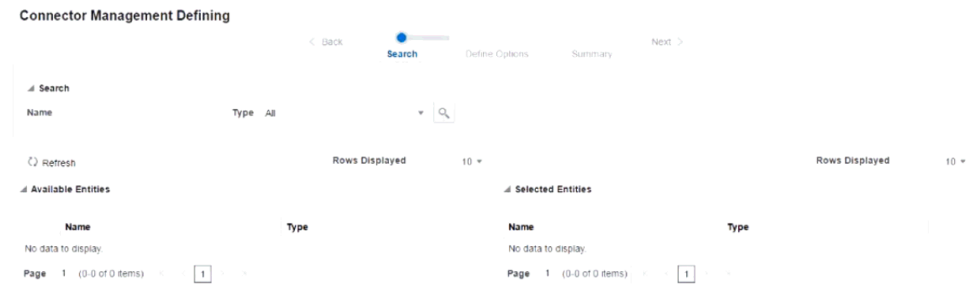 Connector Management Defining
< Back
Search
Define Options
Summary
Next >
Search
Name Type All
Refresh Rows Displayed 10 Rows Displayed 10
Available Entities Selected Entities
Name Type Name Type
No data to display. No data to display.
Page 1 (0-0 of 0 items) 1 Page 1 (0-0 of 0 items) 1